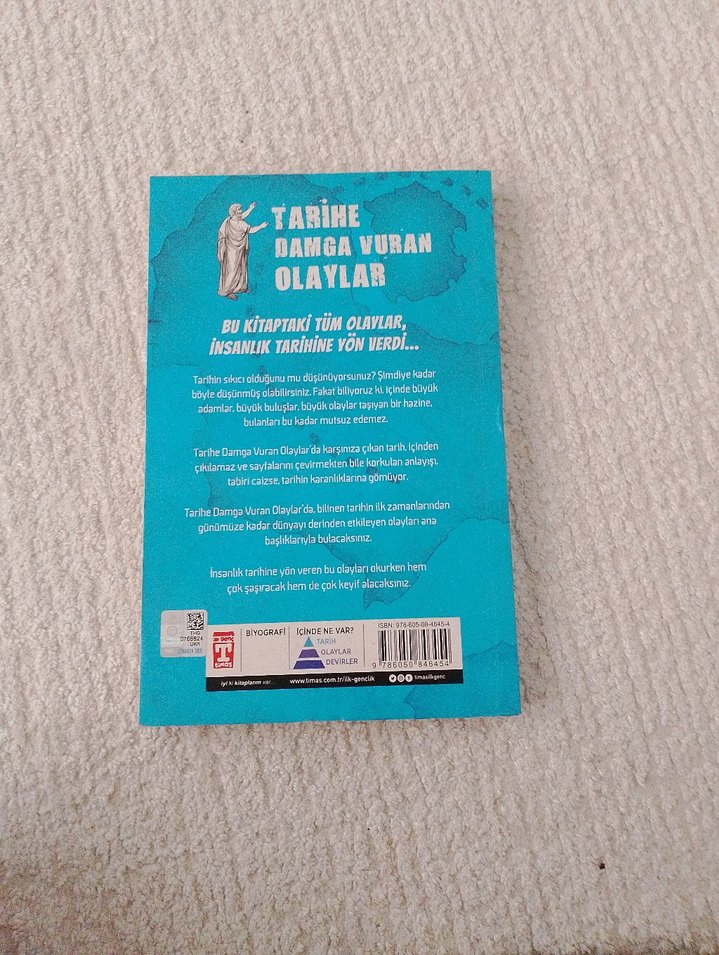 TARİHE
DAMGA VURAN
OLAYLAR
BU KİTAPTAKİ TÜM OLAYLAR,
İNSANLIK TARİHİNE YÖN VERDİ...
Tarihin sıkıcı olduğunu mu düşünüyorsunuz? Şimdiye kadar
böyle düşünmüş olabilirsiniz. Fakat biliyoruz ki, içinde büyük
adamlar, büyük buluşlar, büyük olaylar taşıyan bir hazine,
bulanları bu kadar mutsuz edemez.
Tarihe Damga Vuran Olaylar'da karşınıza çıkan tarih, içinden
çıkılamaz ve sayfalarını çevirmekten bile korkulan anlayışı,
tabiri caizse, tarihin karanlıklarına gömüyor.
Tarihe Damga Vuran Olaylar'da, bilinen tarihin ilk zamanlarından
günümüze kadar dünyayı derinden etkileyen olayları ana
başlıklarıyla bulacaksınız.
İnsanlık tarihine yön veren bu olayları okurken hem
çok şaşıracak hem de çok keyif alacaksınız.
genç
timaş
BİYOGRAFİ
İÇİNDE NE VAR?
TARİH
OLAYLAR
DEVİRLER
ISBN: 978-605-08-4645-4
9 786050 846454
iyi ki kitaplarım var...
www.timas.com.tr/ilk-genclik
timasilkgenc